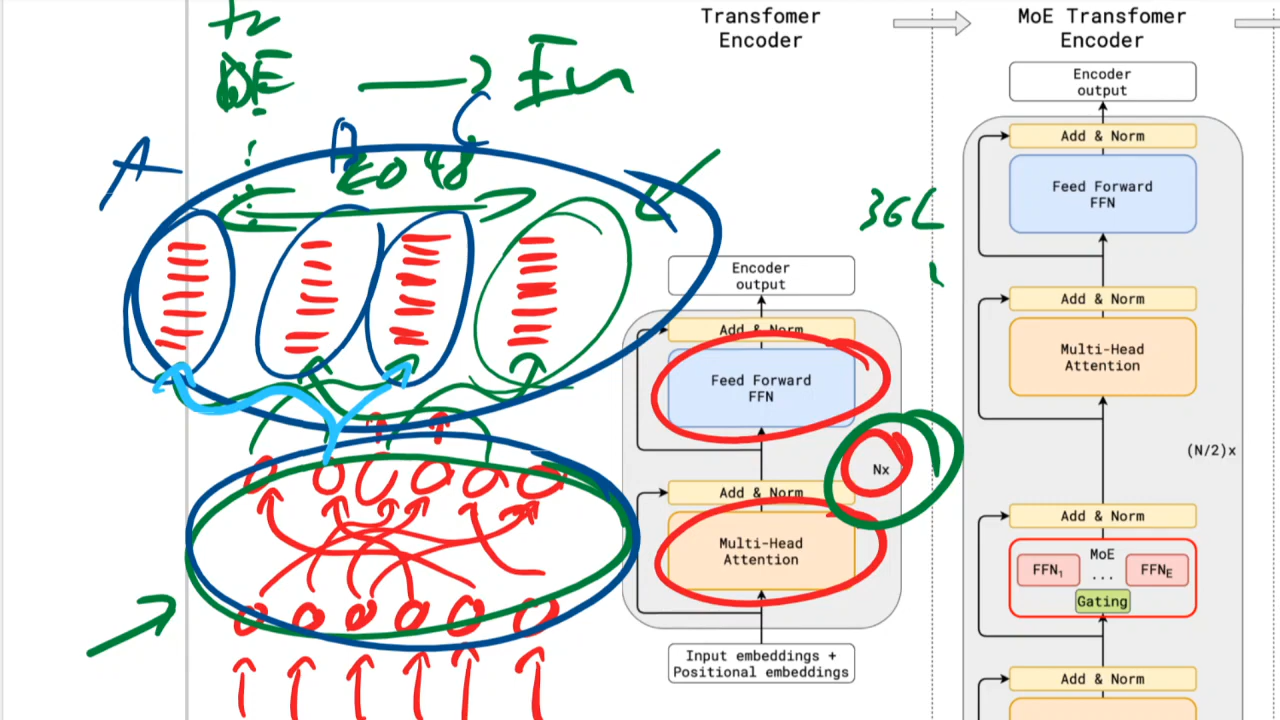 tr
DE
En
A
2048
36L
Transfomer
Encoder
Encoder
output
Add & Norm
Feed Forward
FFN
Nx
Add & Norm
Multi-Head
Attention
Input embeddings +
Positional embeddings
MoE Transfomer
Encoder
Encoder
output
Add & Norm
Feed Forward
FFN
Add & Norm
Multi-Head
Attention
(N/2)x
Add & Norm
MoE
FFN₁ ... FFNE
Gating
Add & Norm